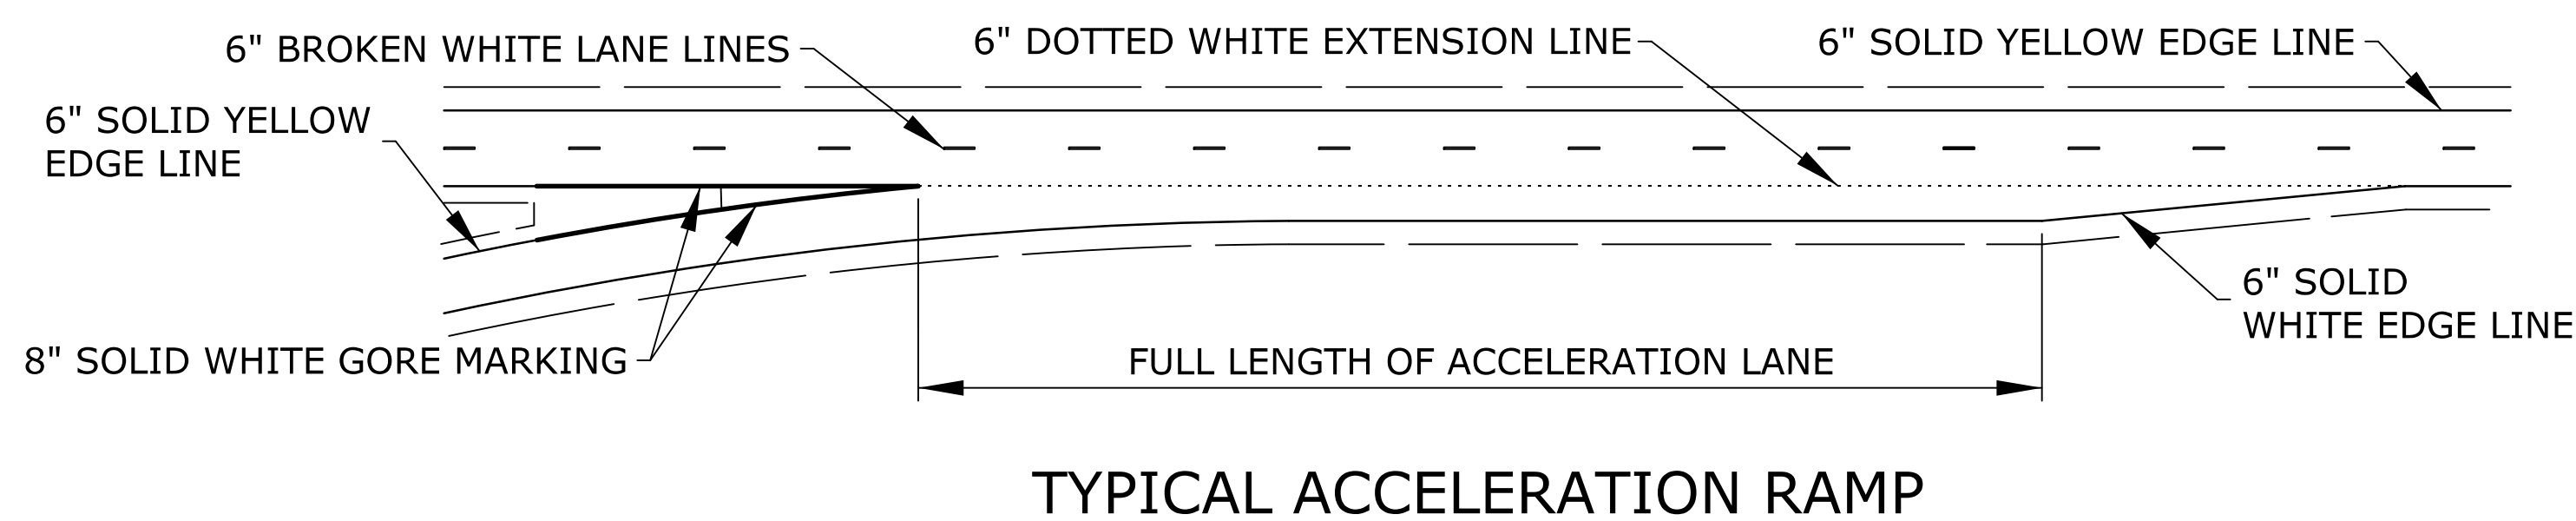 6" BROKEN WHITE LANE LINES
6" DOTTED WHITE EXTENSION LINE
6" SOLID YELLOW EDGE LINE
6" SOLID YELLOW
EDGE LINE
6" SOLID
WHITE EDGE LINE
8" SOLID WHITE GORE MARKING
FULL LENGTH OF ACCELERATION LANE
TYPICAL ACCELERATION RAMP